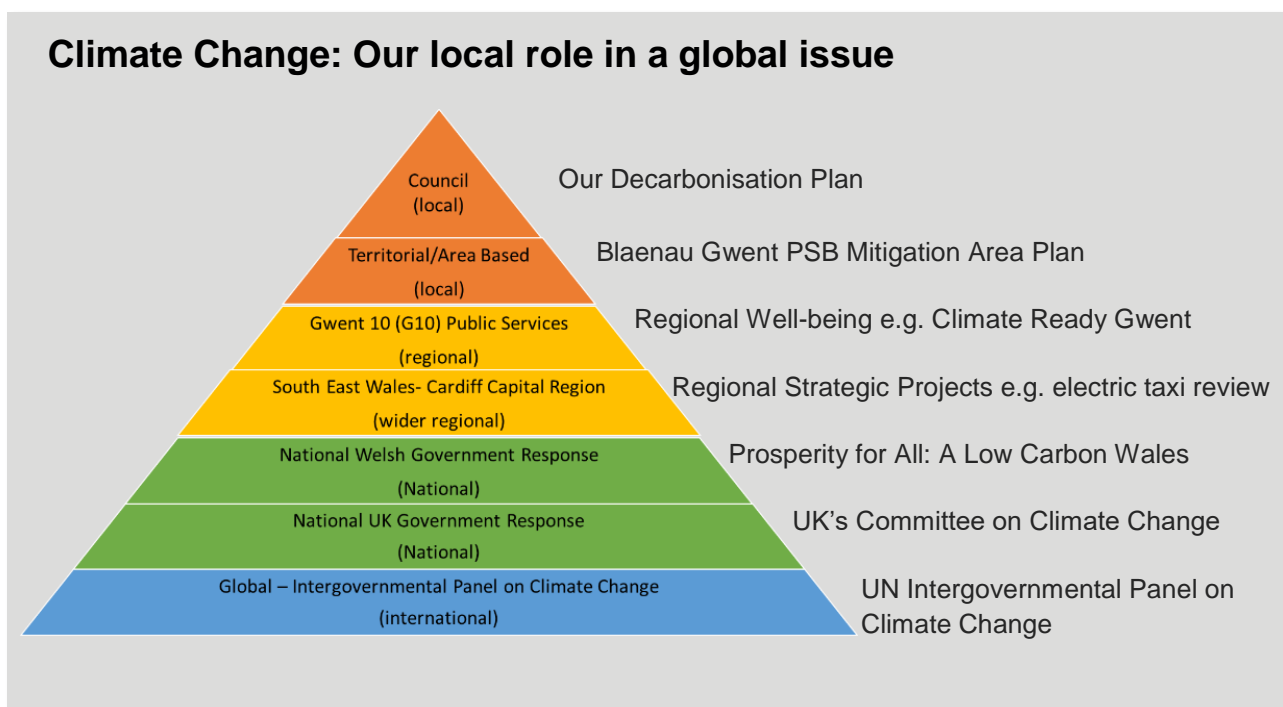 Climate Change: Our local role in a global issue
Council
(local)
Our Decarbonisation Plan
Territorial/Area Based
(local)
Blaenau Gwent PSB Mitigation Area Plan
Gwent 10 (G10) Public Services
(regional)
Regional Well-being e.g. Climate Ready Gwent
South East Wales- Cardiff Capital Region
(wider regional)
Regional Strategic Projects e.g. electric taxi review
National Welsh Government Response
(National)
Prosperity for All: A Low Carbon Wales
National UK Government Response
(National)
UK's Committee on Climate Change
Global – Intergovernmental Panel on Climate Change
(international)
UN Intergovernmental Panel on
Climate Change